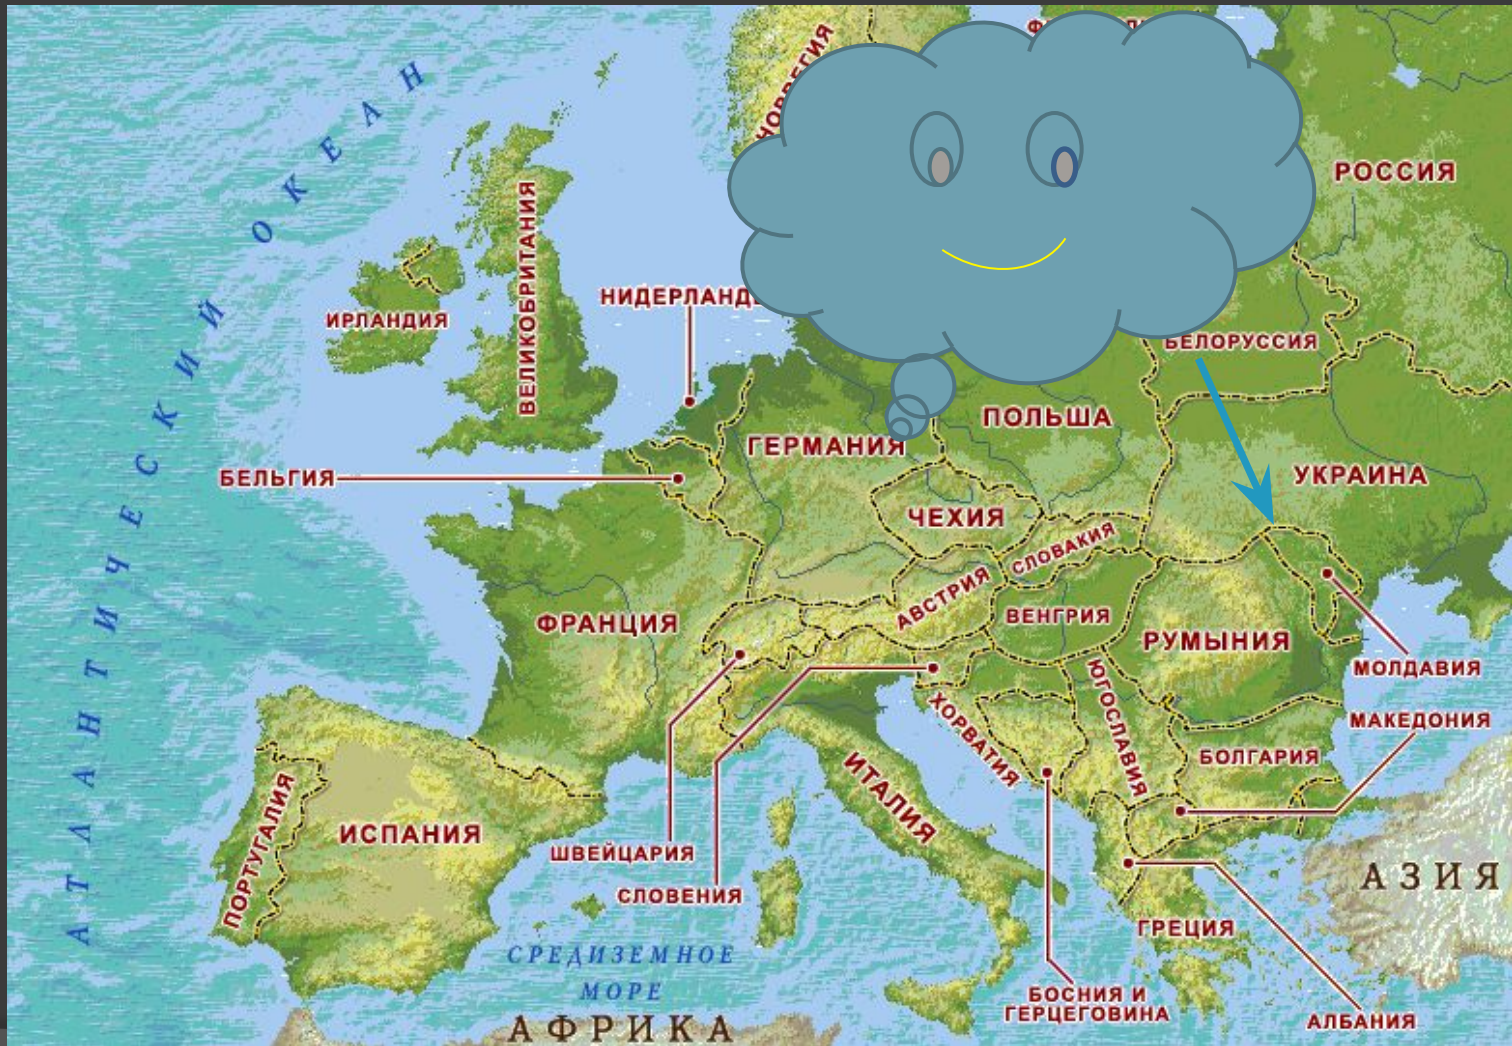 АТЛАНТИЧЕСКИЙ ОКЕАН
НОРВЕГИЯ
РОССИЯ
ИРЛАНДИЯ
ВЕЛИКОБРИТАНИЯ
НИДЕРЛАНД
БЕЛОРУССИЯ
БЕЛЬГИЯ
ГЕРМАНИЯ
ПОЛЬША
УКРАИНА
ЧЕХИЯ
СЛОВАКИЯ
АВСТРИЯ
ВЕНГРИЯ
ФРАНЦИЯ
РУМЫНИЯ
МОЛДАВИЯ
ЮГОСЛАВИЯ
ХОРВАТИЯ
МАКЕДОНИЯ
БОЛГАРИЯ
ИТАЛИЯ
ПОРТУГАЛИЯ
ИСПАНИЯ
ШВЕЙЦАРИЯ
СЛОВЕНИЯ
АЗИЯ
ГРЕЦИЯ
СРЕДИЗЕМНОЕ
МОРЕ
БОСНИЯ И
ГЕРЦЕГОВИНА
АЛБАНИЯ
АФРИКА